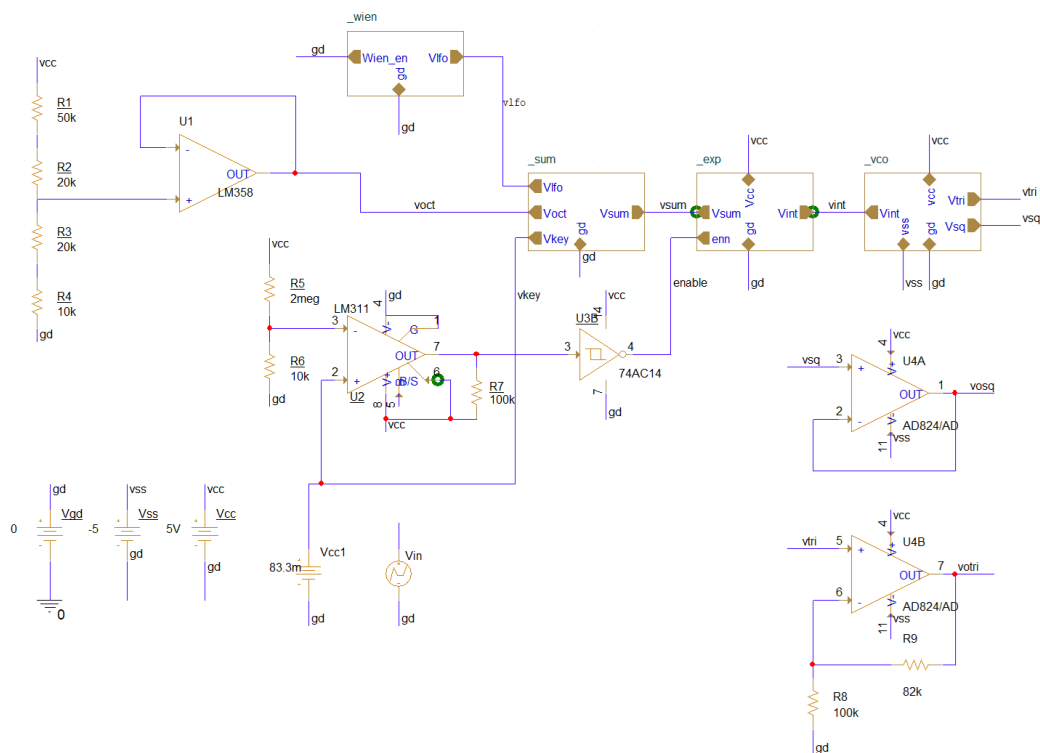 _wien
gd
Wien_en
Vlfo
gd
gd
vlfo
vcc
R1
50k
R2
20k
R3
20k
R4
10k
gd
U1
-
+
OUT
LM358
voct
_sum
Vlfo
Voct
Vkey
Vsum
gd
gd
vsum
_exp
vcc
Vcc
Vsum
enn
Vint
gd
gd
vint
_vco
vcc
vcc
Vint
Vtri
Vsq
vss
gd
vss
gd
vtri
vsq
vkey
enable
vcc
R5
2meg
R6
10k
gd
LM311
gd
4
V-
G
1
3
-
2
+
OUT
7
B/S
6
V+
B
8
5
U2
vcc
R7
100k
U3B
vcc
14
3
4
74AC14
7
gd
vsq
3
+
2
-
vcc
4
V+
U4A
OUT
1
vosq
V-
AD824/AD
11
vss
gd
Vgd
0
0
vss
Vss
-5
gd
vcc
Vcc
5V
gd
Vcc1
83.3m
gd
Vin
gd
vtri
5
+
6
-
vcc
4
V+
U4B
OUT
7
votri
V-
AD824/AD
11
vss
R9
82k
R8
100k
gd